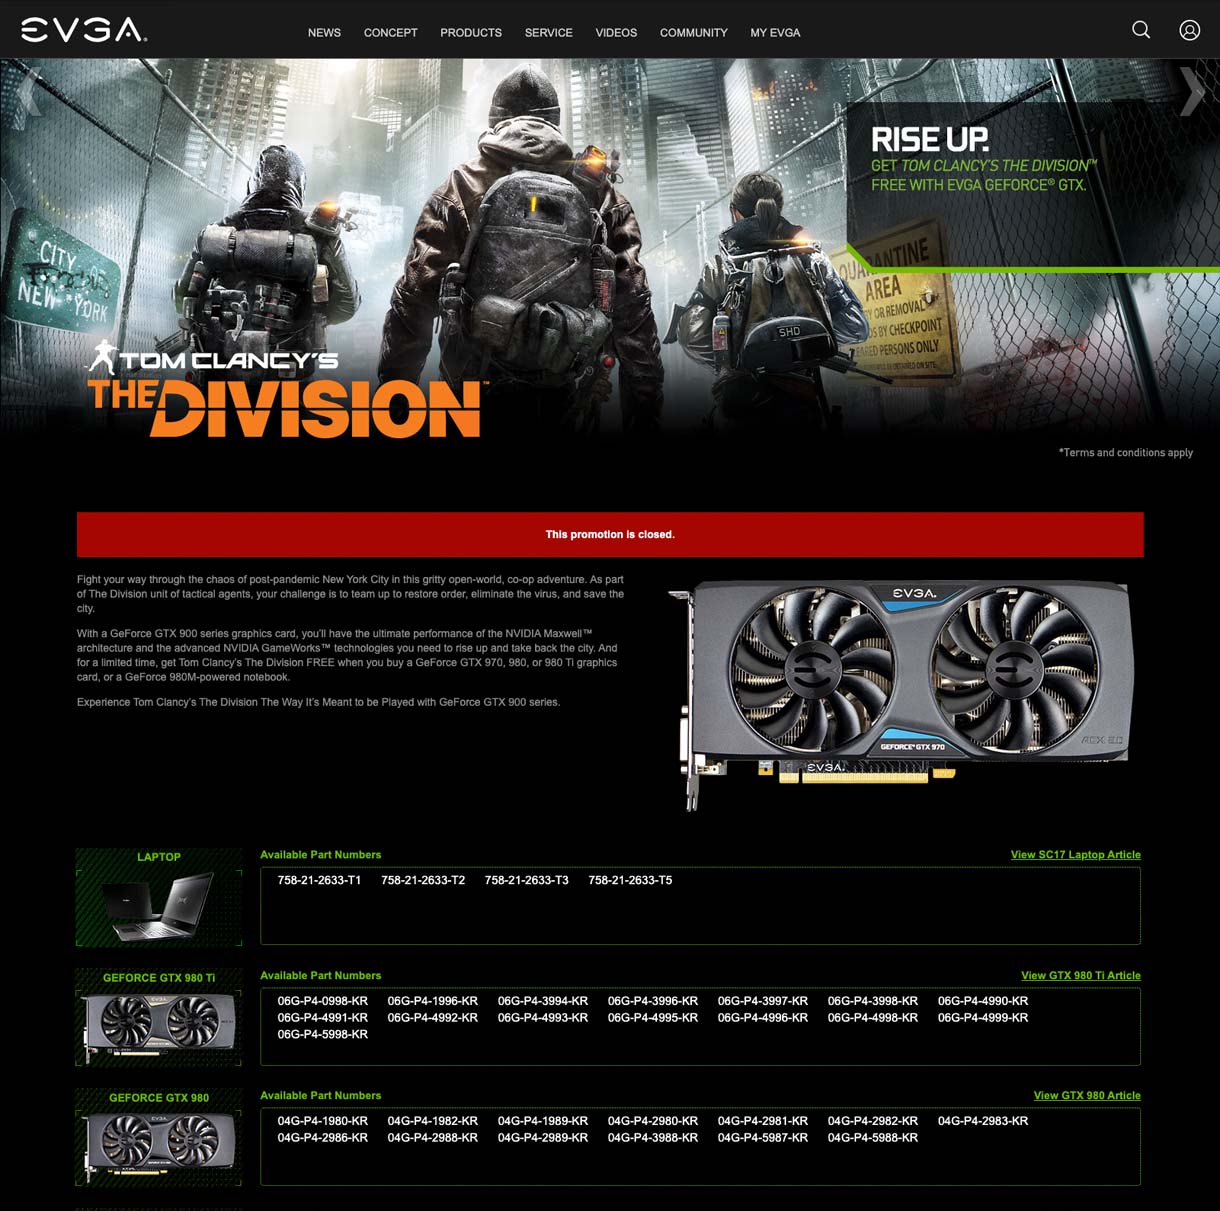 EVGA
NEWS CONCEPT PRODUCTS SERVICE VIDEOS COMMUNITY MY EVGA
RISE UP.
GET TOM CLANCY'S THE DIVISION™
FREE WITH EVGA GEFORCE® GTX.
CITY
NEW YORK
QUARANTINE
AREA
OR REMOVAL
BY CHECKPOINT
PERSONS ONLY
SHD
TOM CLANCY'S
THE DIVISION™
*Terms and conditions apply
This promotion is closed.
Fight your way through the chaos of post-pandemic New York City in this gritty open-world, co-op adventure. As part
of The Division unit of tactical agents, your challenge is to team up to restore order, eliminate the virus, and save the
city.
With a GeForce GTX 900 series graphics card, you'll have the ultimate performance of the NVIDIA Maxwell™
architecture and the advanced NVIDIA GameWorks™ technologies you need to rise up and take back the city. And
for a limited time, get Tom Clancy's The Division FREE when you buy a GeForce GTX 970, 980, or 980 Ti graphics
card, or a GeForce 980M-powered notebook.
Experience Tom Clancy's The Division The Way It's Meant to be Played with GeForce GTX 900 series.
EVGA
GEFORCE® GTX 970
ACX 2.0
EVGA
LAPTOP
Available Part Numbers
View SC17 Laptop Article
758-21-2633-T1 758-21-2633-T2 758-21-2633-T3 758-21-2633-T5
GEFORCE GTX 980 Ti
Available Part Numbers
View GTX 980 Ti Article
06G-P4-0998-KR 06G-P4-1996-KR 06G-P4-3994-KR 06G-P4-3996-KR 06G-P4-3997-KR 06G-P4-3998-KR 06G-P4-4990-KR
06G-P4-4991-KR 06G-P4-4992-KR 06G-P4-4993-KR 06G-P4-4995-KR 06G-P4-4996-KR 06G-P4-4998-KR 06G-P4-4999-KR
06G-P4-5998-KR
GEFORCE GTX 980
Available Part Numbers
View GTX 980 Article
04G-P4-1980-KR 04G-P4-1982-KR 04G-P4-1989-KR 04G-P4-2980-KR 04G-P4-2981-KR 04G-P4-2982-KR 04G-P4-2983-KR
04G-P4-2986-KR 04G-P4-2988-KR 04G-P4-2989-KR 04G-P4-3988-KR 04G-P4-5987-KR 04G-P4-5988-KR